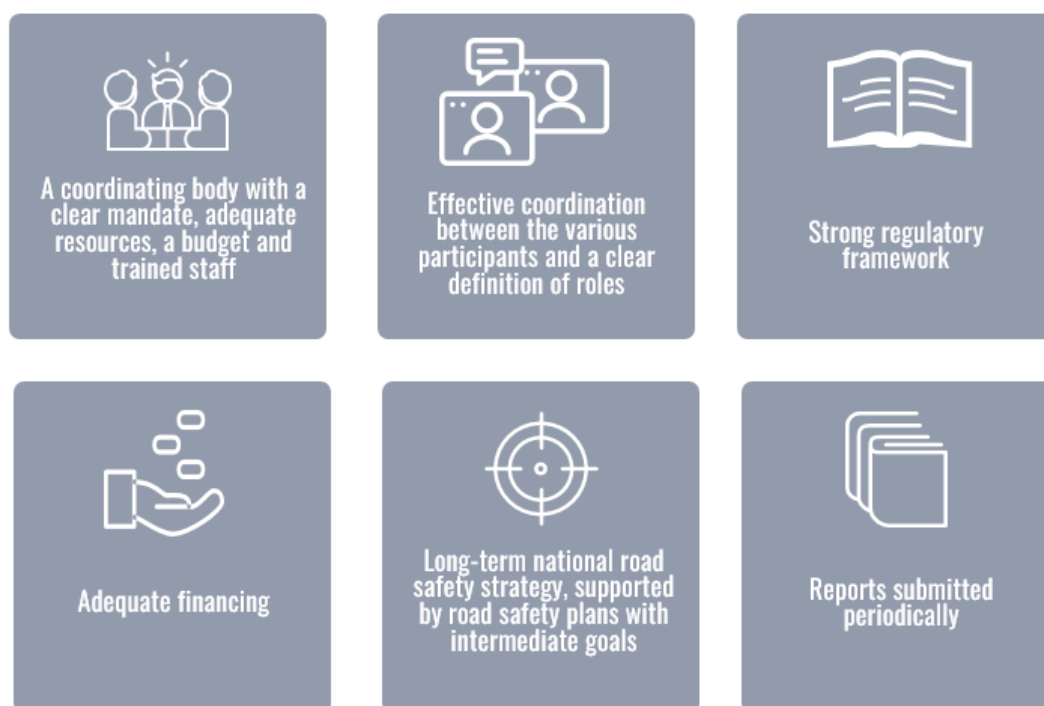 A coordinating body with a
clear mandate, adequate
resources, a budget and
trained staff
Effective coordination
between the various
participants and a clear
definition of roles
Strong regulatory
framework
Adequate financing
Long-term national road
safety strategy, supported
by road safety plans with
intermediate goals
Reports submitted
periodically